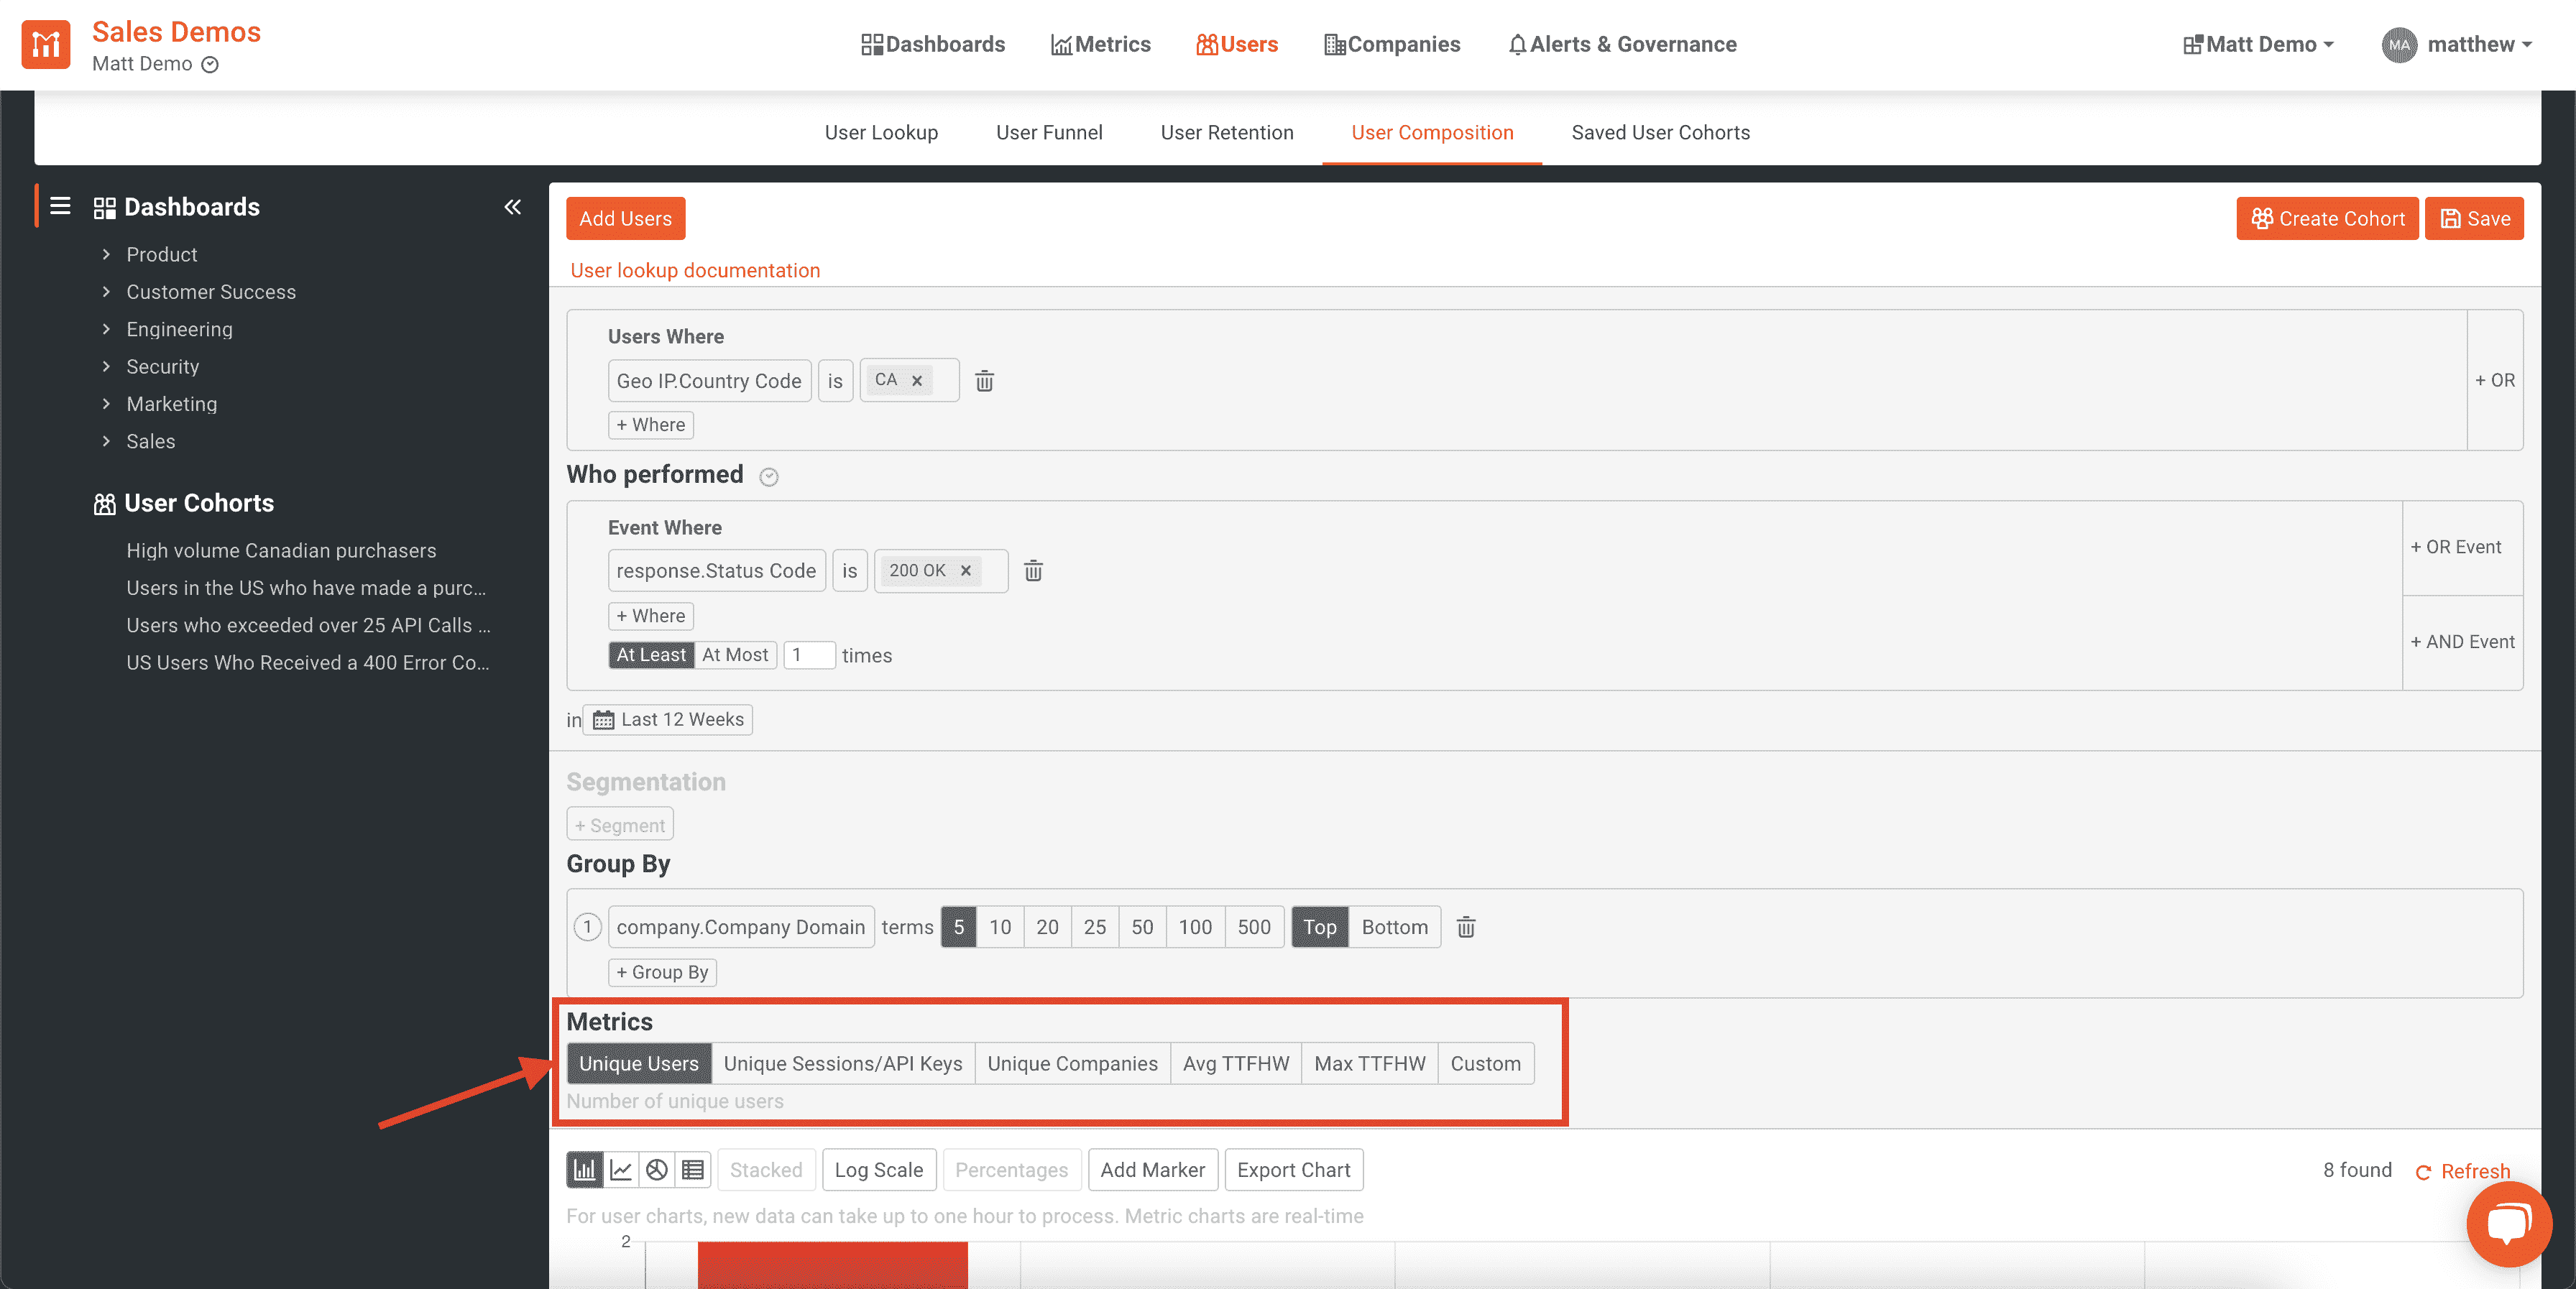 Sales Demos
Matt Demo
Dashboards Metrics Users Companies Alerts & Governance
Matt Demo
MA matthew
User Lookup User Funnel User Retention User Composition Saved User Cohorts
Dashboards
Product
Customer Success
Engineering
Security
Marketing
Sales
User Cohorts
High volume Canadian purchasers
Users in the US who have made a purc...
Users who exceeded over 25 API Calls ...
US Users Who Received a 400 Error Co...
Add Users
Create Cohort Save
User lookup documentation
Users Where
Geo IP.Country Code is CA ×
+ Where
+ OR
Who performed
Event Where
response.Status Code is 200 OK ×
+ Where
At Least At Most 1 times
+ OR Event
+ AND Event
in Last 12 Weeks
Segmentation
+ Segment
Group By
1 company.Company Domain terms 5 10 20 25 50 100 500 Top Bottom
+ Group By
Metrics
Unique Users Unique Sessions/API Keys Unique Companies Avg TTFHW Max TTFHW Custom
Number of unique users
Stacked Log Scale Percentages Add Marker Export Chart
8 found Refresh
For user charts, new data can take up to one hour to process. Metric charts are real-time
2